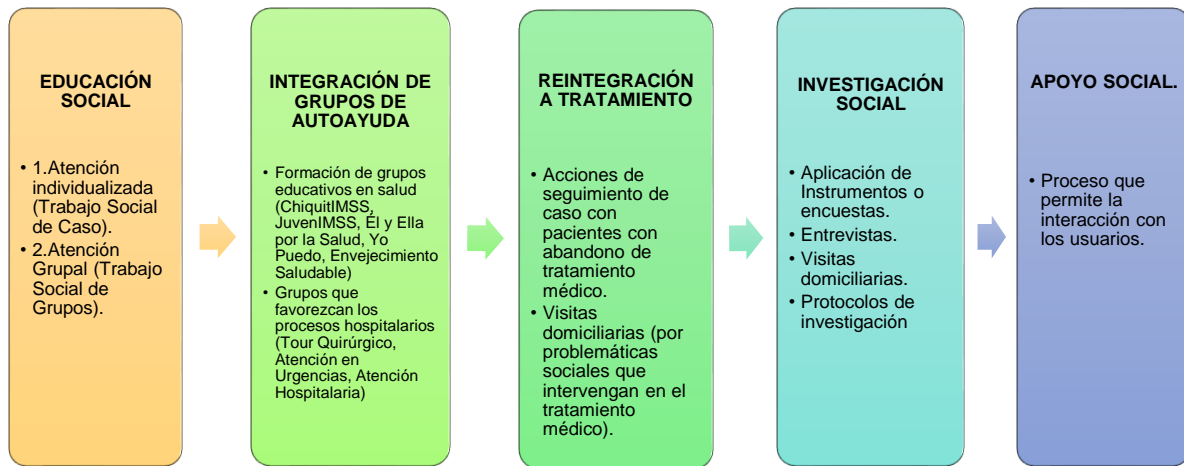 EDUCACIÓN
SOCIAL
• 1.Atención
individualizada
(Trabajo Social
de Caso).
• 2.Atención
Grupal (Trabajo
Social de
Grupos).
INTEGRACIÓN DE
GRUPOS DE
AUTOAYUDA
• Formación de grupos
educativos en salud
(ChiquitIMSS,
JuvenIMSS, Él y Ella
por la Salud, Yo
Puedo, Envejecimiento
Saludable)
• Grupos que
favorezcan los
procesos hospitalarios
(Tour Quirúrgico,
Atención en
Urgencias, Atención
Hospitalaria)
REINTEGRACIÓN
A TRATAMIENTO
• Acciones de
seguimiento de
caso con
pacientes con
abandono de
tratamiento
médico.
• Visitas
domiciliarias (por
problemáticas
sociales que
intervengan en el
tratamiento
médico).
INVESTIGACIÓN
SOCIAL
• Aplicación de
Instrumentos o
encuestas.
• Entrevistas.
• Visitas
domiciliarias.
• Protocolos de
investigación
APOYO SOCIAL.
• Proceso que
permite la
interacción con
los usuarios.